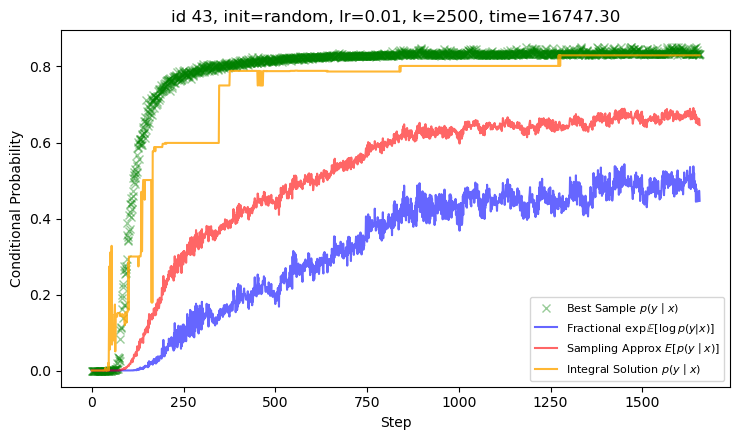 id 43, init=random, lr=0.01, k=2500, time=16747.30
Conditional Probability
0.8
0.6
0.4
0.2
0.0
Best Sample p(y | x)
Fractional exp𝔼[log p(y|x)]
Sampling Approx E[p(y | x)]
Integral Solution p(y | x)
0 250 500 750 1000 1250 1500
Step